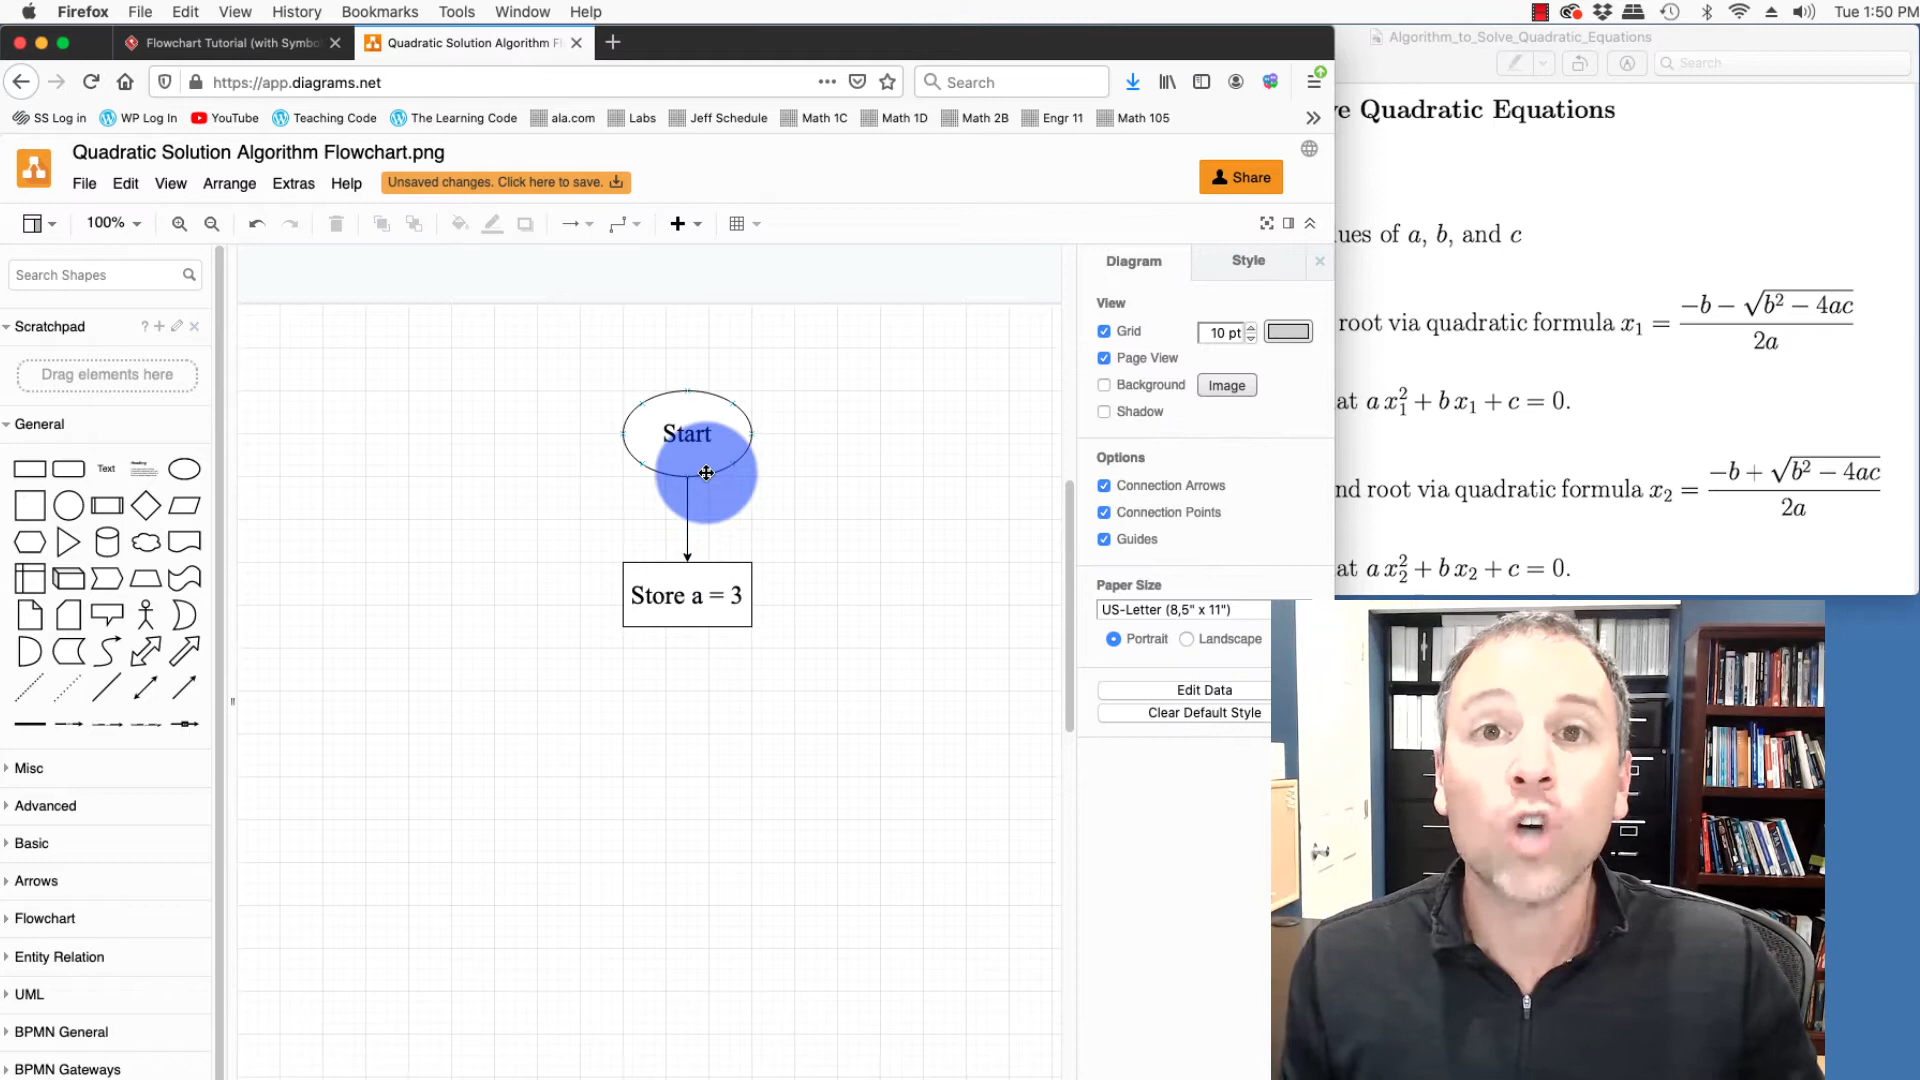 Firefox File Edit View History Bookmarks Tools Window Help
Tue 1:50 PM
Flowchart Tutorial (with Symbo
Quadratic Solution Algorithm F
Algorithm_to_Solve_Quadratic_Equations
https://app.diagrams.net
Search
Search
SS Log in WP Log In YouTube Teaching Code The Learning Code ala.com Labs Jeff Schedule Math 1C Math 1D Math 2B Engr 11 Math 105
ve Quadratic Equations
Quadratic Solution Algorithm Flowchart.png
File Edit View Arrange Extras Help
Unsaved changes. Click here to save.
Share
100%
ues of a, b, and c
Search Shapes
Diagram
Style
Scratchpad
?
Drag elements here
View
Grid
10 pt
Page View
Background
Image
Shadow
root via quadratic formula x₁ = (−b − √(b² − 4ac)) / 2a
at a x₁² + b x₁ + c = 0.
General
Text
Heading
Start
Options
Connection Arrows
Connection Points
Guides
nd root via quadratic formula x₂ = (−b + √(b² − 4ac)) / 2a
at a x₂² + b x₂ + c = 0.
Store a = 3
Paper Size
US-Letter (8,5" x 11")
Portrait
Landscape
Edit Data
Clear Default Style
Misc
Advanced
Basic
Arrows
Flowchart
Entity Relation
UML
BPMN General
BPMN Gateways